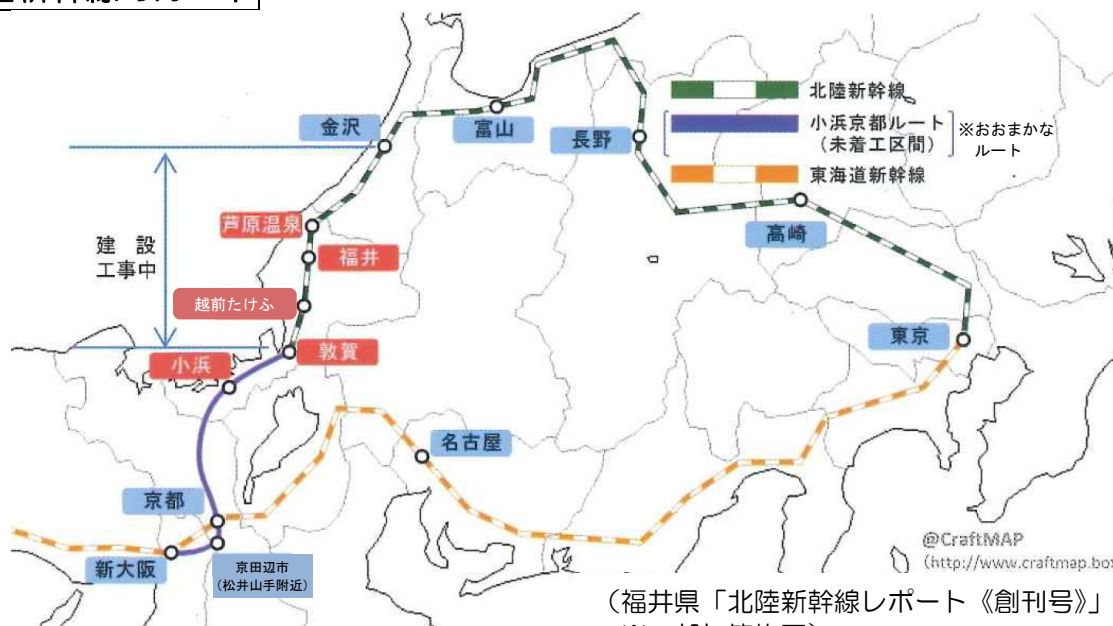 北陸新幹線
小浜京都ルート
（未着工区間）
※おおまかな
ルート
東海道新幹線
金沢
富山
長野
高崎
芦原温泉
福井
建設
工事中
越前たけふ
東京
敦賀
小浜
名古屋
京都
新大阪
京田辺市
（松井山手附近）
@CraftMAP
（http://www.craftmap.box
（福井県「北陸新幹線レポート《創刊号》」